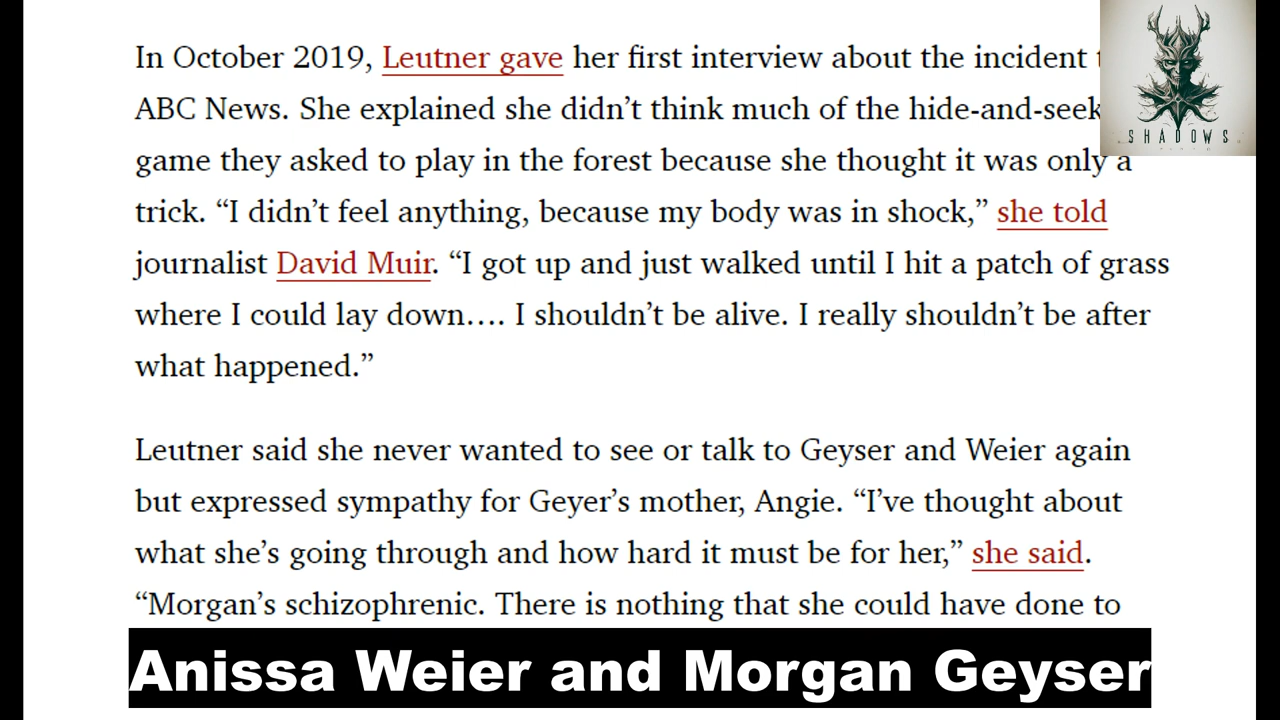 In October 2019, Leutner gave her first interview about the incident
ABC News. She explained she didn’t think much of the hide-and-seek
game they asked to play in the forest because she thought it was only a
trick. “I didn’t feel anything, because my body was in shock,” she told
journalist David Muir. “I got up and just walked until I hit a patch of grass
where I could lay down…. I shouldn’t be alive. I really shouldn’t be after
what happened.”
Leutner said she never wanted to see or talk to Geyser and Weier again
but expressed sympathy for Geyer’s mother, Angie. “I’ve thought about
what she’s going through and how hard it must be for her,” she said.
“Morgan’s schizophrenic. There is nothing that she could have done to
Anissa Weier and Morgan Geyser
SHADOWS